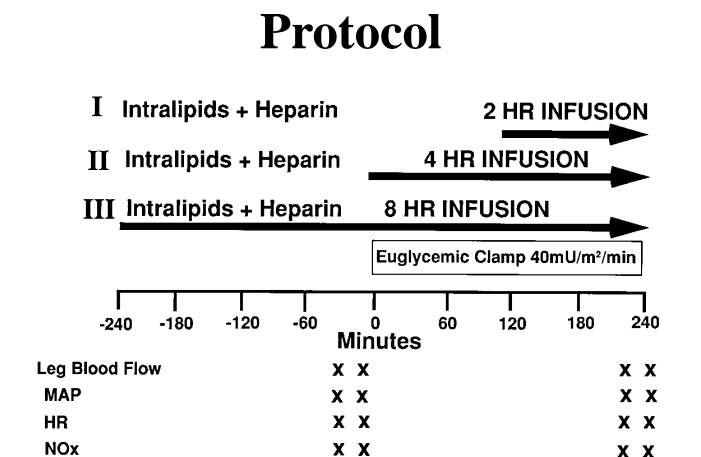 Protocol
I Intralipids + Heparin 2 HR INFUSION
II Intralipids + Heparin 4 HR INFUSION
III Intralipids + Heparin 8 HR INFUSION
Euglycemic Clamp 40mU/m²/min
-240 -180 -120 -60 0 60 120 180 240
Minutes
Leg Blood Flow x x x x
MAP x x x x
HR x x x x
NOx x x x x